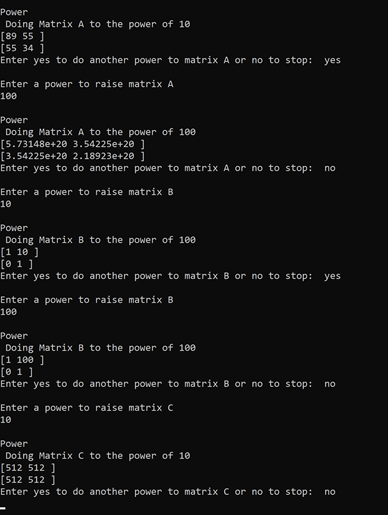 Power
 Doing Matrix A to the power of 10
[89 55 ]
[55 34 ]
Enter yes to do another power to matrix A or no to stop:  yes
Enter a power to raise matrix A
100
Power
 Doing Matrix A to the power of 100
[5.73148e+20 3.54225e+20 ]
[3.54225e+20 2.18923e+20 ]
Enter yes to do another power to matrix A or no to stop:  no
Enter a power to raise matrix B
10
Power
 Doing Matrix B to the power of 100
[1 10 ]
[0 1 ]
Enter yes to do another power to matrix B or no to stop:  yes
Enter a power to raise matrix B
100
Power
 Doing Matrix B to the power of 100
[1 100 ]
[0 1 ]
Enter yes to do another power to matrix B or no to stop:  no
Enter a power to raise matrix C
10
Power
 Doing Matrix C to the power of 10
[512 512 ]
[512 512 ]
Enter yes to do another power to matrix C or no to stop:  no